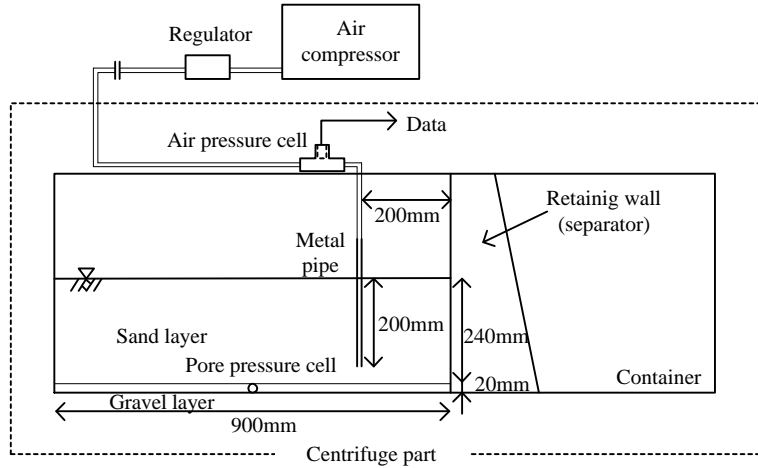 Air
compressor
Regulator
Air pressure cell
Data
200mm
Retainig wall
(separator)
Metal
pipe
Sand layer
200mm
240mm
Pore pressure cell
20mm
Container
Gravel layer
900mm
Centrifuge part